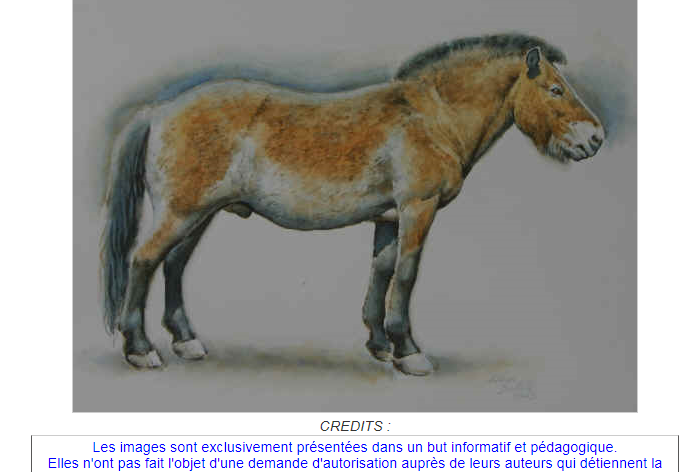 CREDITS :
Les images sont exclusivement présentées dans un but informatif et pédagogique.
Elles n'ont pas fait l'objet d'une demande d'autorisation auprès de leurs auteurs qui détiennent la